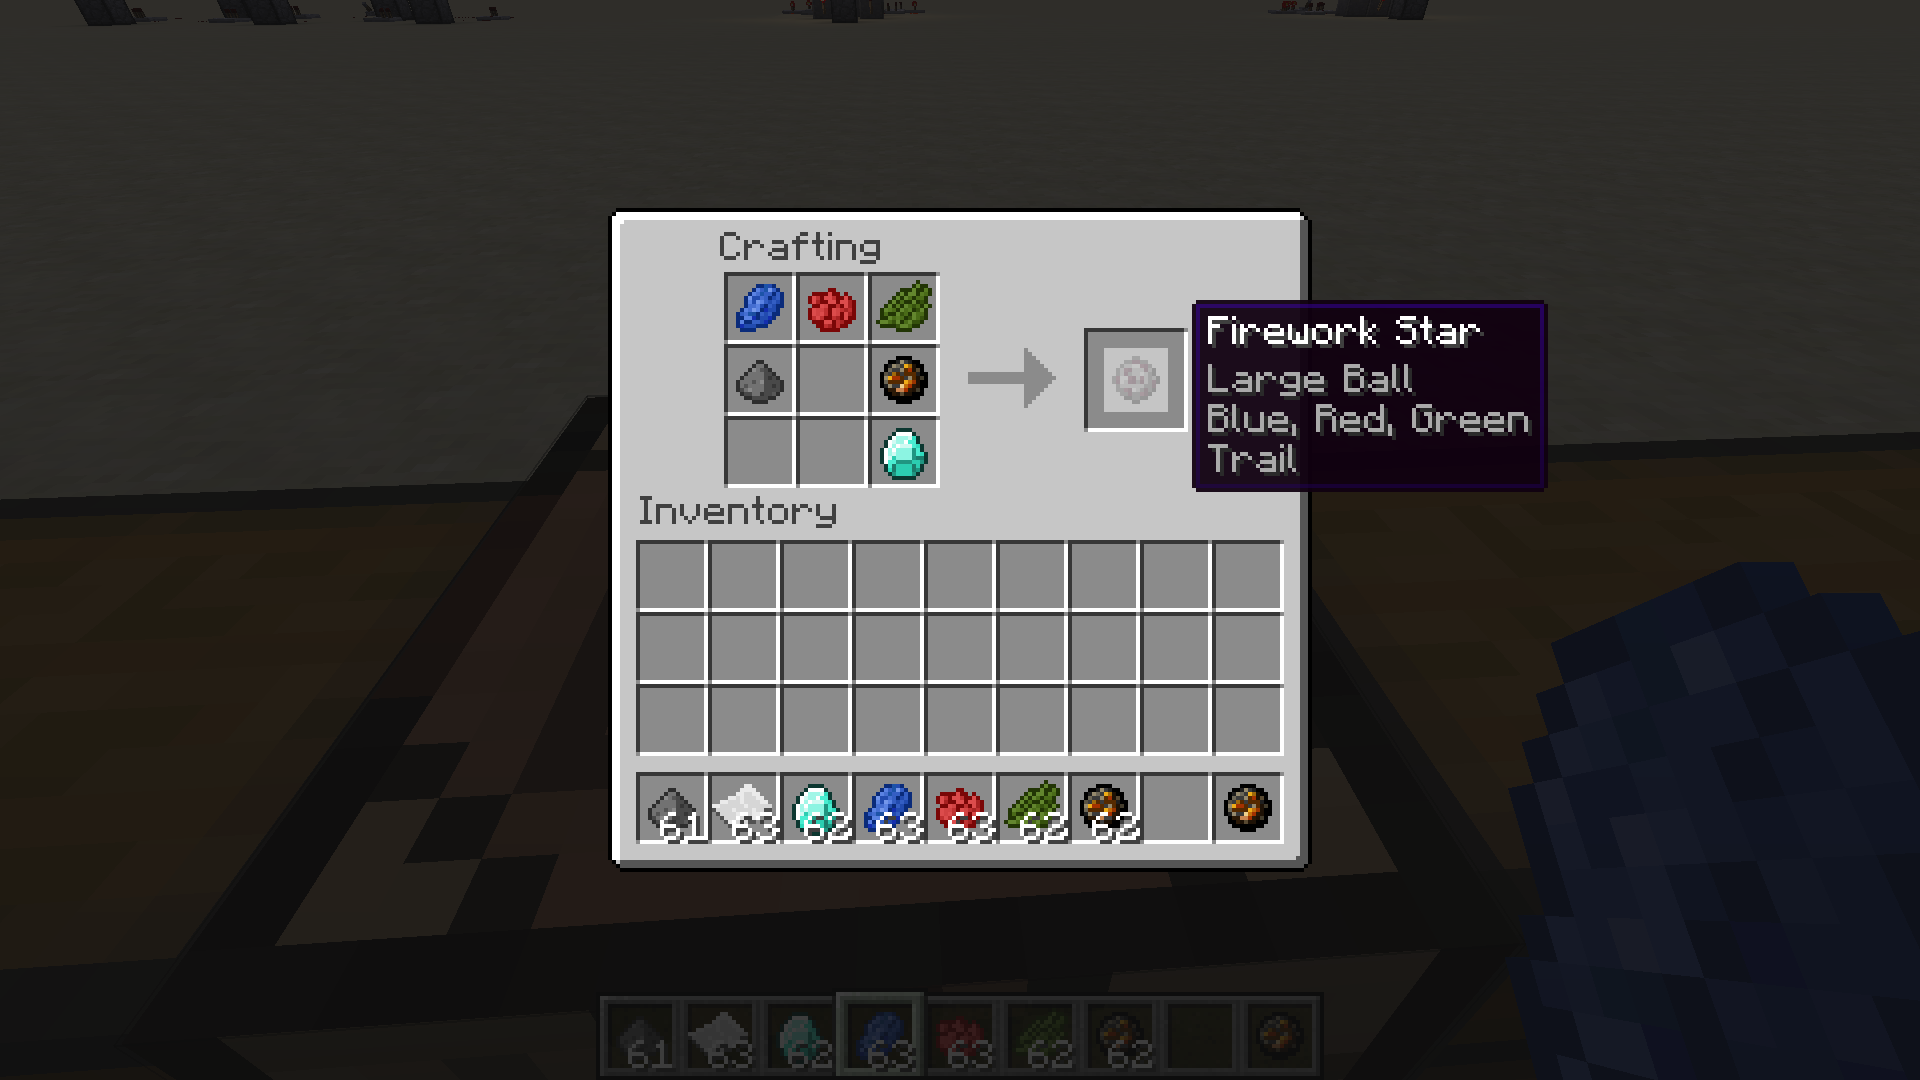 Crafting
Firework Star
Large Ball
Blue, Red, Green
Trail
Inventory
61 63 62 63 63 62 62
61 63 62 63 63 62 62